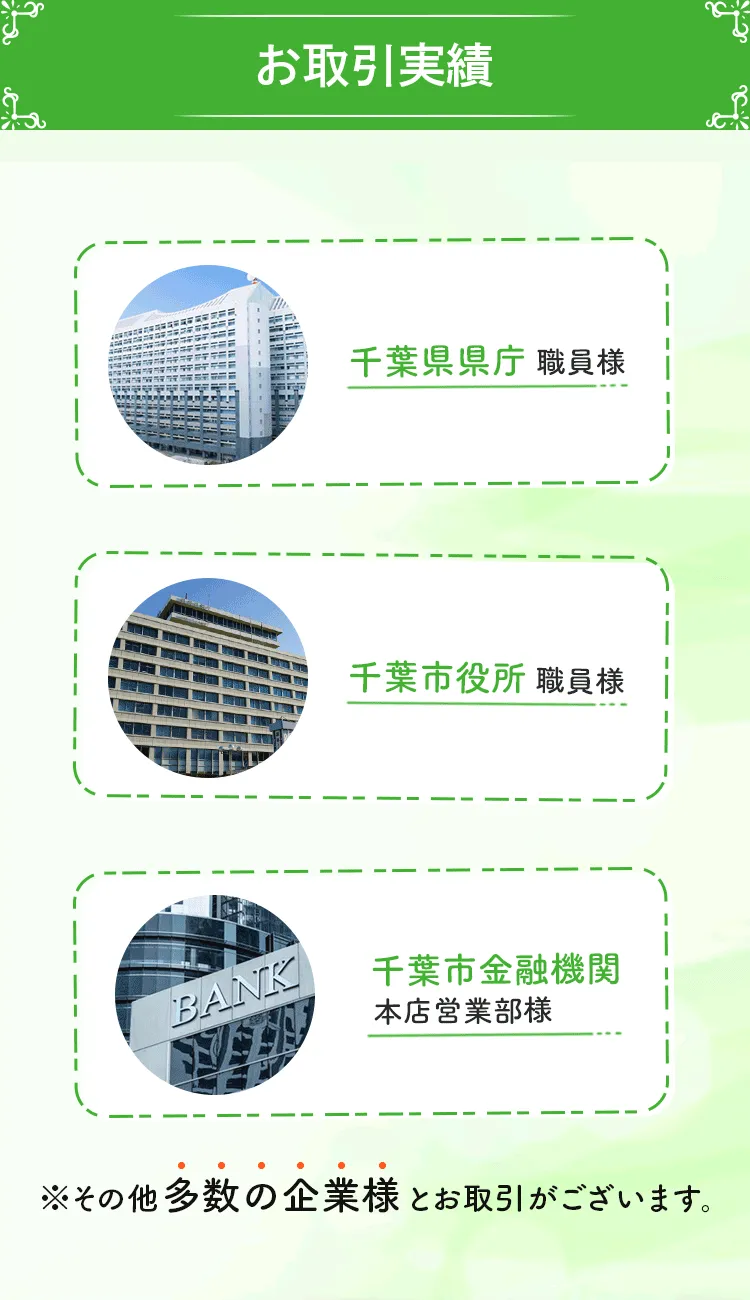 お取引実績
千葉県県庁 職員様
千葉市役所 職員様
BANK
千葉市金融機関
本店営業部様
※その他 多数の企業様 とお取引がございます。